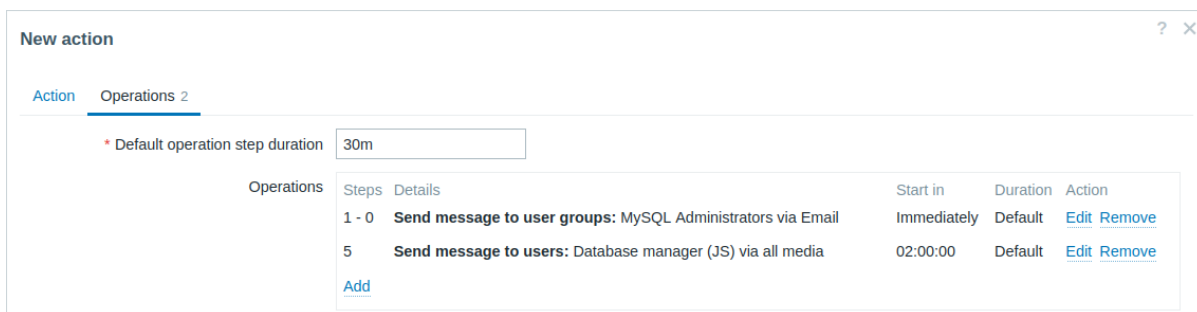 New action
? ×
Action Operations 2
* Default operation step duration 30m
Operations Steps Details Start in Duration Action
1 - 0 Send message to user groups: MySQL Administrators via Email Immediately Default Edit Remove
5 Send message to users: Database manager (JS) via all media 02:00:00 Default Edit Remove
Add